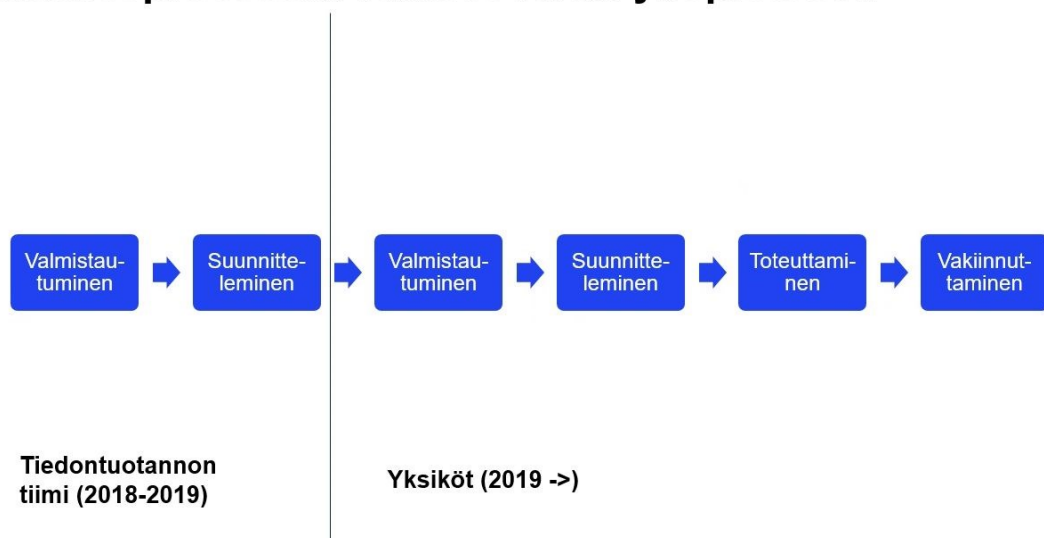 Valmistau-
tuminen
Suunnitte-
leminen
Valmistau-
tuminen
Suunnitte-
leminen
Toteuttami-
nen
Vakiinnut-
taminen
Tiedontuotannon
tiimi (2018-2019)
Yksiköt (2019 ->)